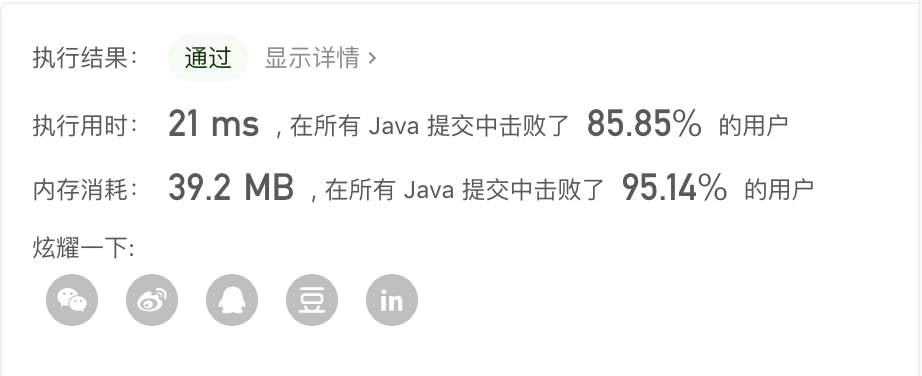 执行结果： 通过 显示详情 >
执行用时： 21 ms , 在所有 Java 提交中击败了 85.85% 的用户
内存消耗： 39.2 MB , 在所有 Java 提交中击败了 95.14% 的用户
炫耀一下:
豆 in